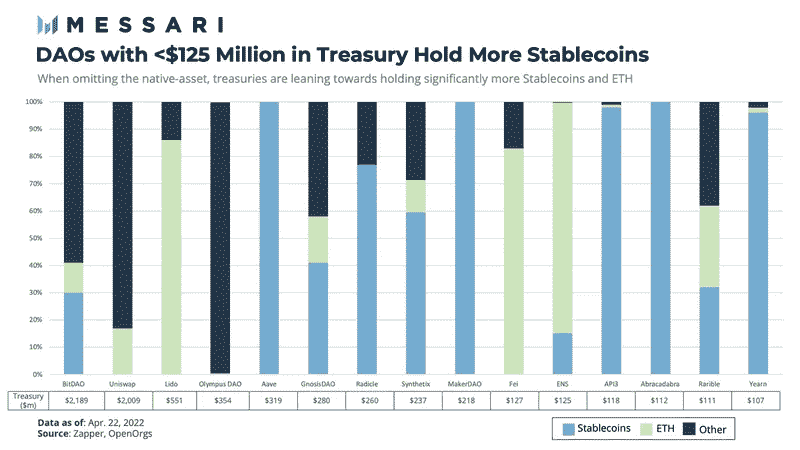 MESSARI
DAOs with <$125 Million in Treasury Hold More Stablecoins
When omitting the native-asset, treasuries are leaning towards holding significantly more Stablecoins and ETH
100%
90%
80%
70%
60%
50%
40%
30%
20%
10%
0%
BitDAO Uniswap Lido Olympus DAO Aave GnosisDAO Radicle Synthetix MakerDAO Fei ENS API3 Abracadabra Rarible Yearn
Treasury ($m) $2,189 $2,009 $551 $354 $319 $280 $260 $237 $218 $127 $125 $118 $112 $111 $107
Data as of: Apr. 22, 2022
Source: Zapper, OpenOrgs
Stablecoins ETH Other